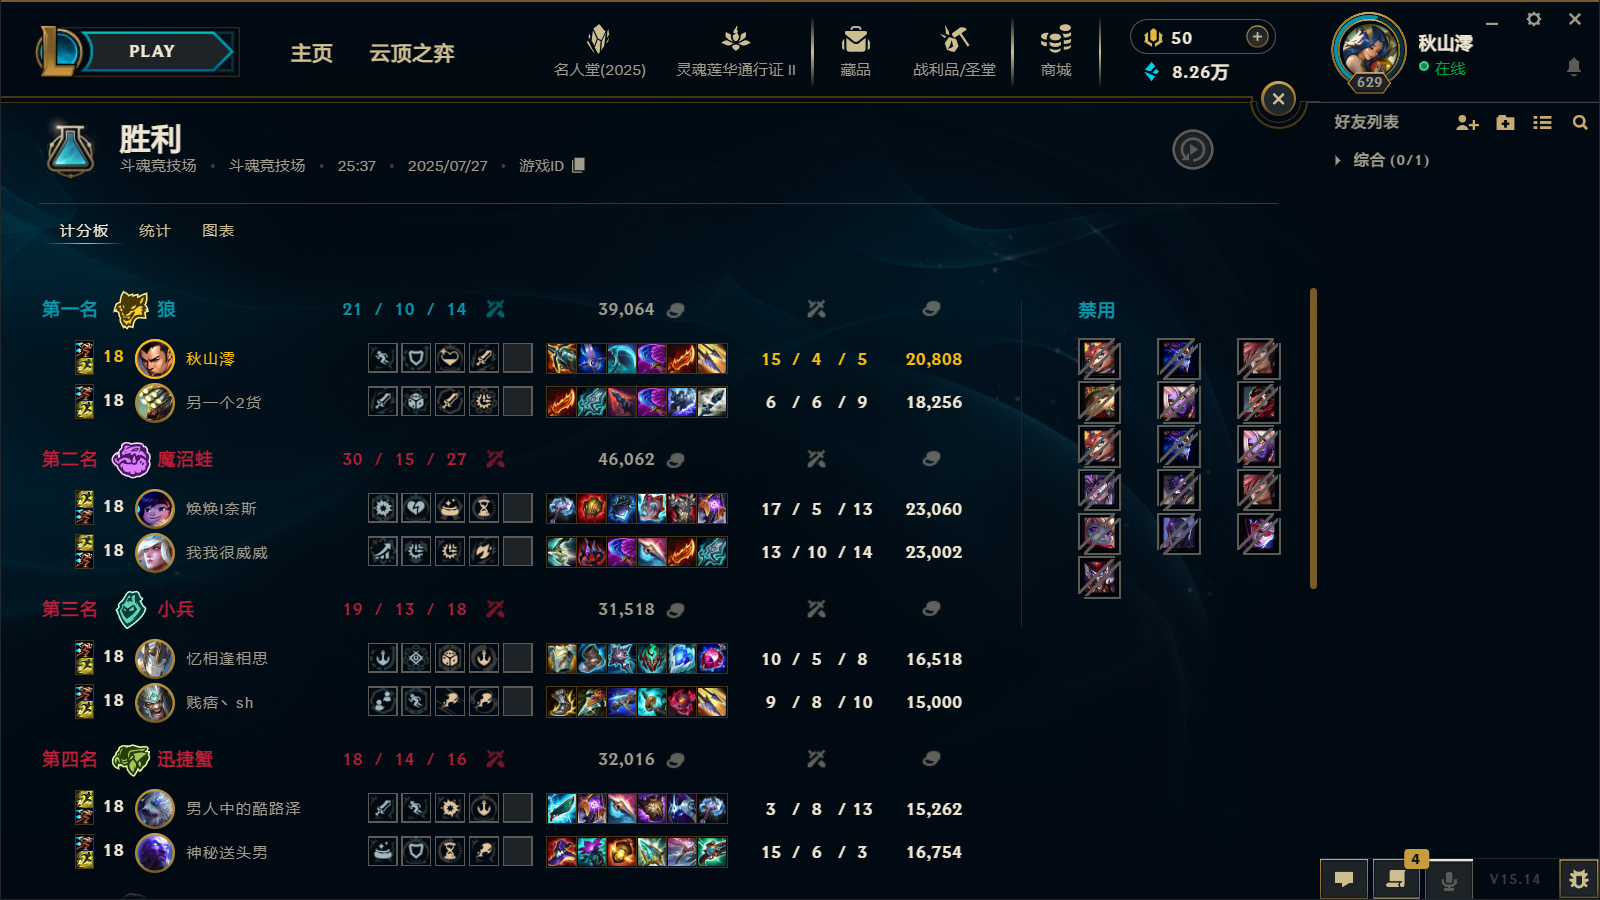 PLAY
主页
云顶之弈
名人堂(2025)
灵魂莲华通行证 II
藏品
战利品/圣堂
商城
50
8.26万
629
秋山澪
在线
胜利
斗魂竞技场 • 斗魂竞技场 • 25:37 • 2025/07/27 • 游戏ID
好友列表
综合 (0/1)
计分板
统计
图表
第一名 狼 21 / 10 / 14 39,064
18 秋山澪 15 / 4 / 5 20,808
18 另一个2货 6 / 6 / 9 18,256
第二名 魔沼蛙 30 / 15 / 27 46,062
18 焕焕I奈斯 17 / 5 / 13 23,060
18 我我很威威 13 / 10 / 14 23,002
第三名 小兵 19 / 13 / 18 31,518
18 忆相逢相思 10 / 5 / 8 16,518
18 贱痞丶sh 9 / 8 / 10 15,000
第四名 迅捷蟹 18 / 14 / 16 32,016
18 男人中的酷路泽 3 / 8 / 13 15,262
18 神秘送头男 15 / 6 / 3 16,754
禁用
4
V15.14